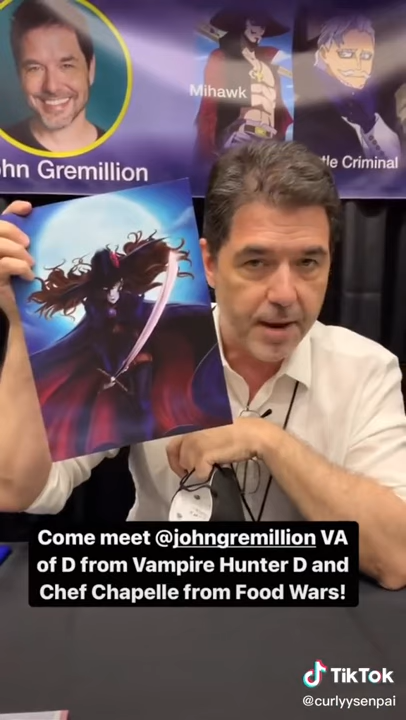 hn Gremillion
Mihawk
tle Criminal
Come meet @johngremillion VA
of D from Vampire Hunter D and
Chef Chapelle from Food Wars!
TikTok
@curlyysenpai